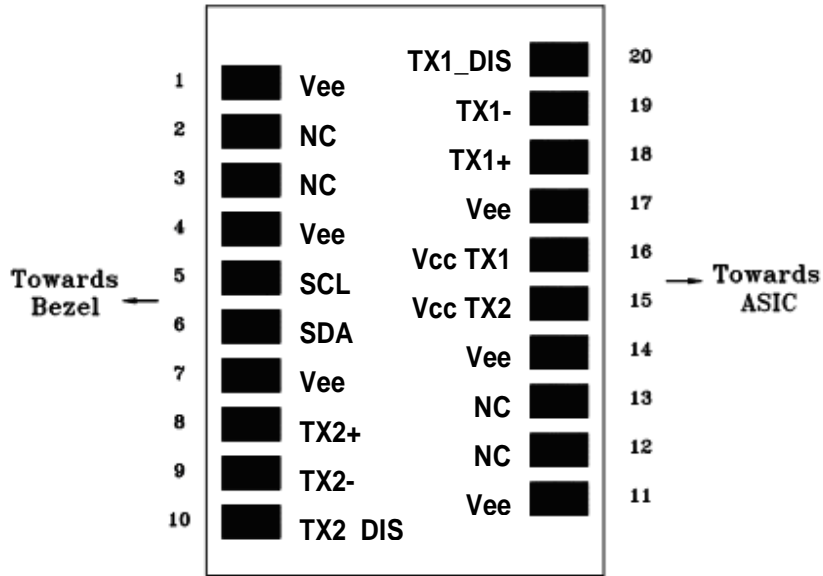 1 Vee
2 NC
3 NC
4 Vee
5 SCL
6 SDA
7 Vee
8 TX2+
9 TX2-
10 TX2 DIS
TX1_DIS 20
TX1- 19
TX1+ 18
Vee 17
Vcc TX1 16
Vcc TX2 15
Vee 14
NC 13
NC 12
Vee 11
Towards
Bezel
Towards
ASIC